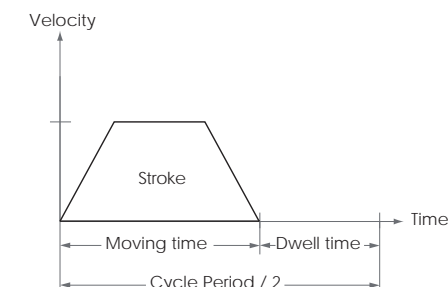 Velocity
Stroke
Time
Moving time
Dwell time
Cycle Period / 2